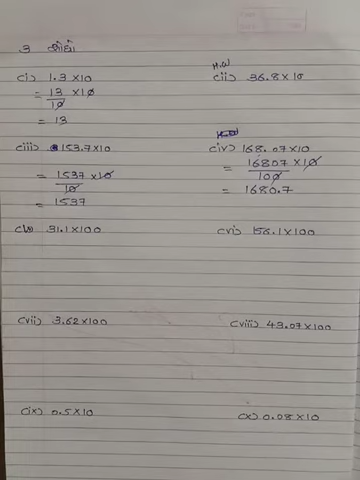 3 શોધો
(i) 1.3 × 10
= 13/10 × 10
= 13
H.W
(ii) 36.8 × 10
(iii) 153.7 × 10
= 1537/10 × 10
= 1537
(iv) 168.07 × 10
= 16807/100 × 10
= 1680.7
(v) 31.1 × 100
(vi) 156.1 × 100
(vii) 3.62 × 100
(viii) 43.07 × 100
(ix) 0.5 × 10
(x) 0.08 × 10